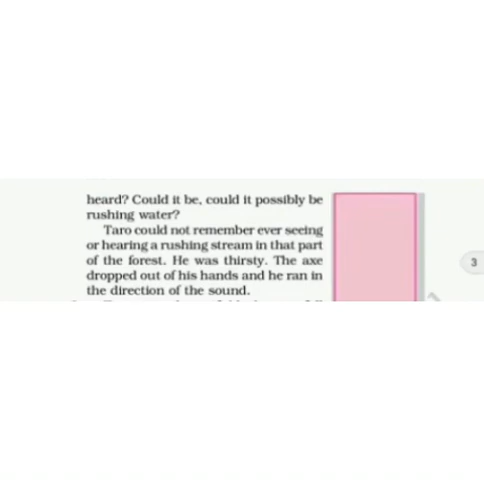 heard? Could it be, could it possibly be
rushing water?
Taro could not remember ever seeing
or hearing a rushing stream in that part
of the forest. He was thirsty. The axe
dropped out of his hands and he ran in
the direction of the sound.
3